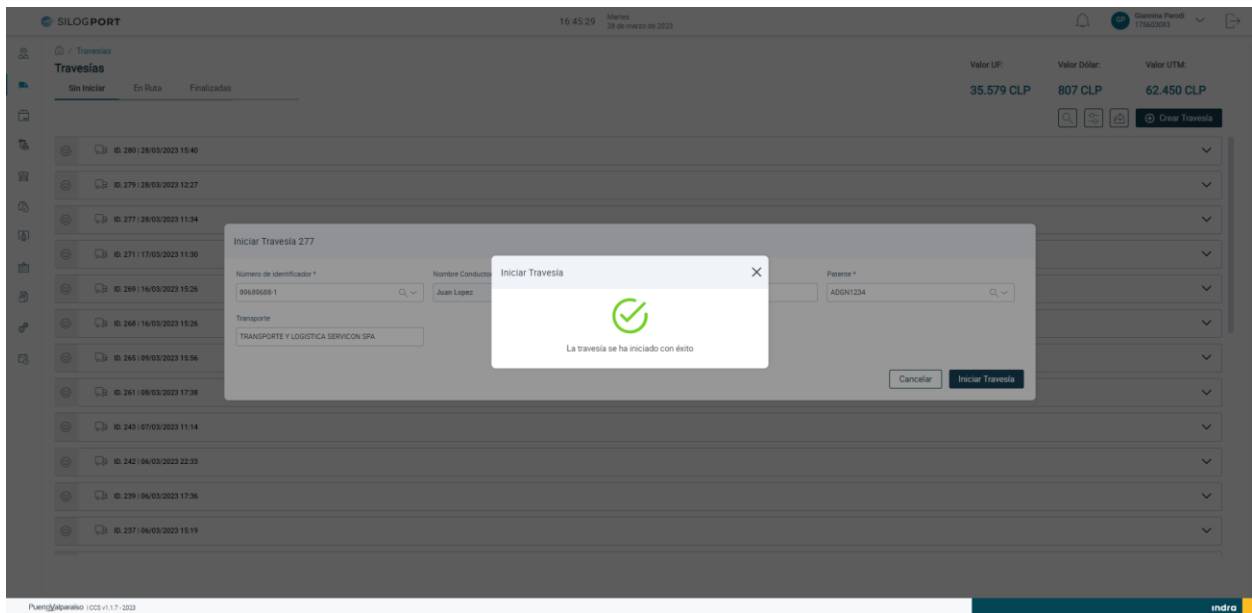 SILOGPORT
16:45:29
Martes
28 de marzo de 2023
GP
Giannina Parodi
175603093
/ Travesías
Travesías
Sin Iniciar
En Ruta
Finalizadas
Valor UF:
Valor Dólar:
Valor UTM:
35.579 CLP
807 CLP
62.450 CLP
Crear Travesía
ID. 280 | 28/03/2023 15:40
ID. 279 | 28/03/2023 12:27
ID. 277 | 28/03/2023 11:34
ID. 271 | 17/03/2023 11:30
ID. 269 | 16/03/2023 15:26
ID. 268 | 16/03/2023 15:26
ID. 265 | 09/03/2023 15:56
ID. 261 | 08/03/2023 17:38
ID. 243 | 07/03/2023 11:14
ID. 242 | 06/03/2023 22:33
ID. 239 | 06/03/2023 17:36
ID. 237 | 06/03/2023 15:19
Iniciar Travesía 277
Número de Identificador *
89689688-1
Nombre Conductor
Juan Lopez
Patente *
ADGN1234
Transporte
TRANSPORTE Y LOGISTICA SERVICON SPA
Cancelar
Iniciar Travesía
Iniciar Travesía
La travesía se ha iniciado con éxito
PuertoValparaíso | CCS v1.1.7 - 2023
indra